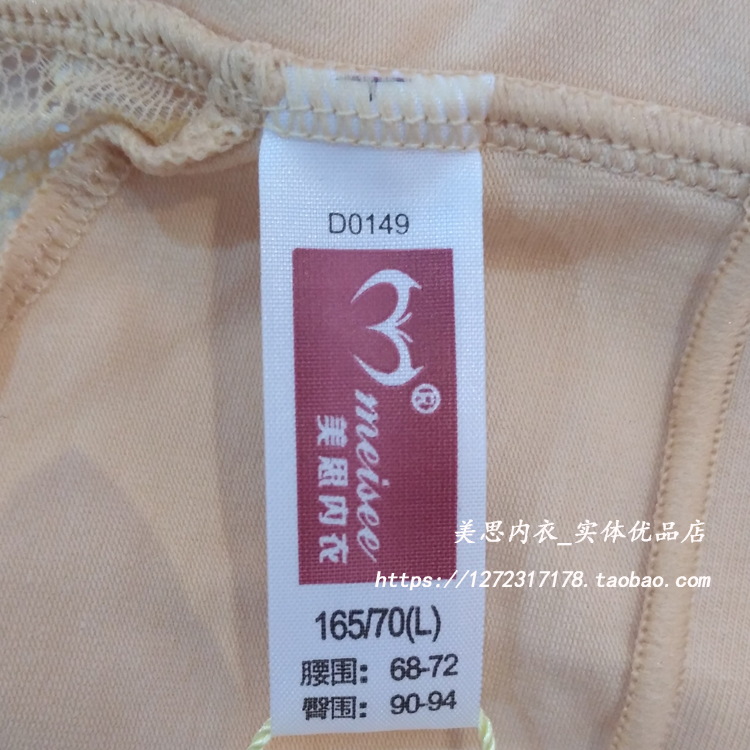 D0149
®
meisee
美思内衣
美思内衣_实体优品店
https://1272317178.taobao.com
165/70(L)
腰围：68-72
臀围：90-94